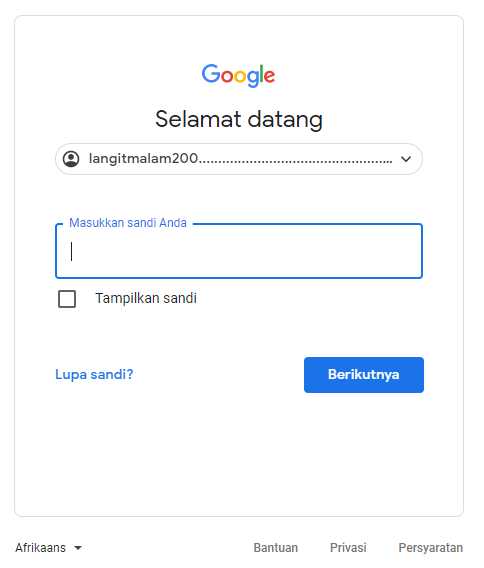 Google
Selamat datang
langitmalam200...................................................
Masukkan sandi Anda
Tampilkan sandi
Lupa sandi?
Berikutnya
Afrikaans
Bantuan
Privasi
Persyaratan